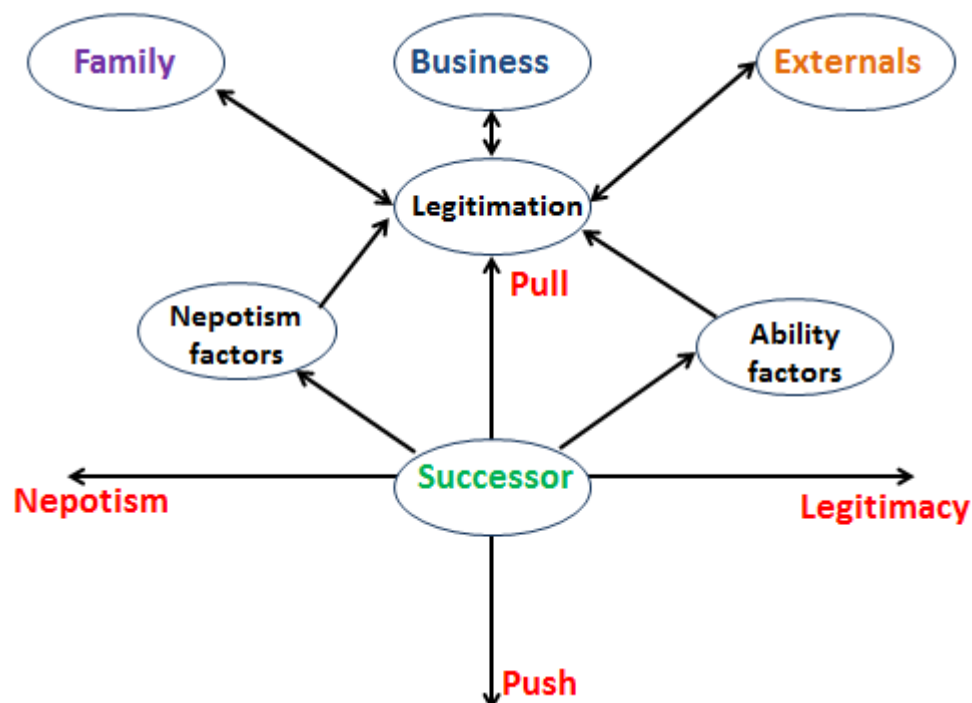 Family
Business
Externals
Legitimation
Pull
Nepotism
factors
Ability
factors
Successor
Nepotism
Legitimacy
Push